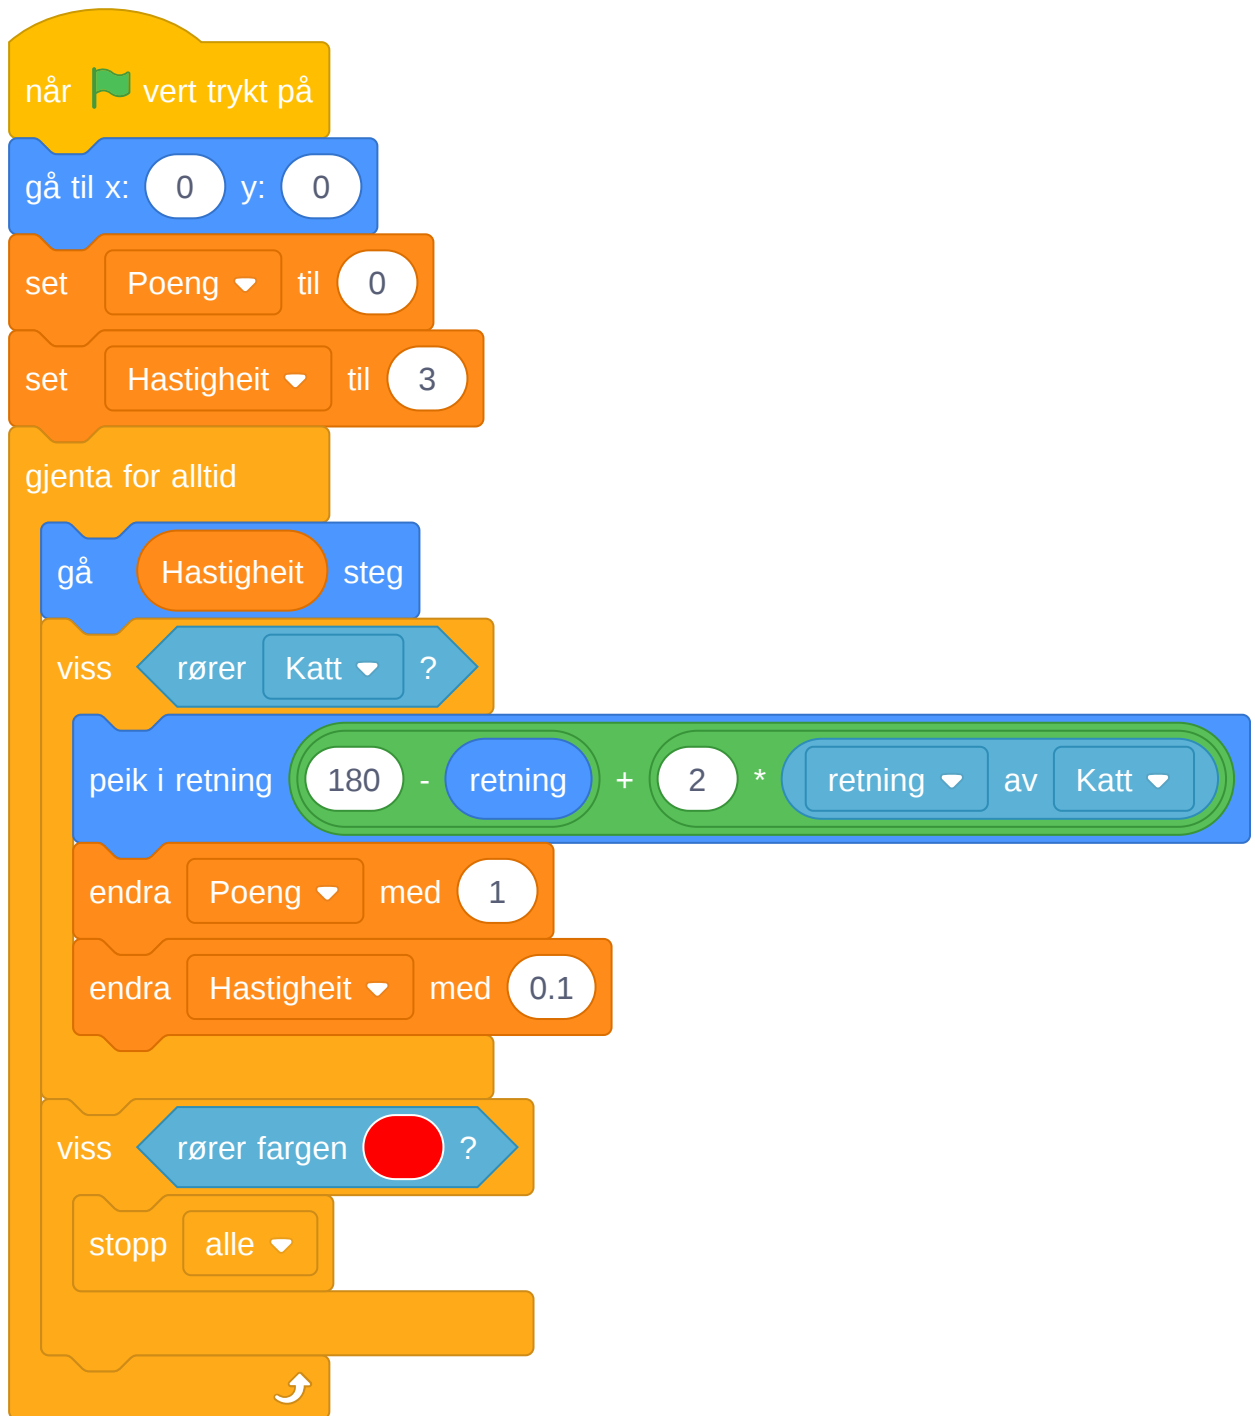 når vert trykt på
gå til x: 0 y: 0
set Poeng til 0
set Hastigheit til 3
gjenta for alltid
gå Hastigheit steg
viss rører Katt ?
peik i retning 180 - retning + 2 * retning av Katt
endra Poeng med 1
endra Hastigheit med 0.1
viss rører fargen ?
stopp alle